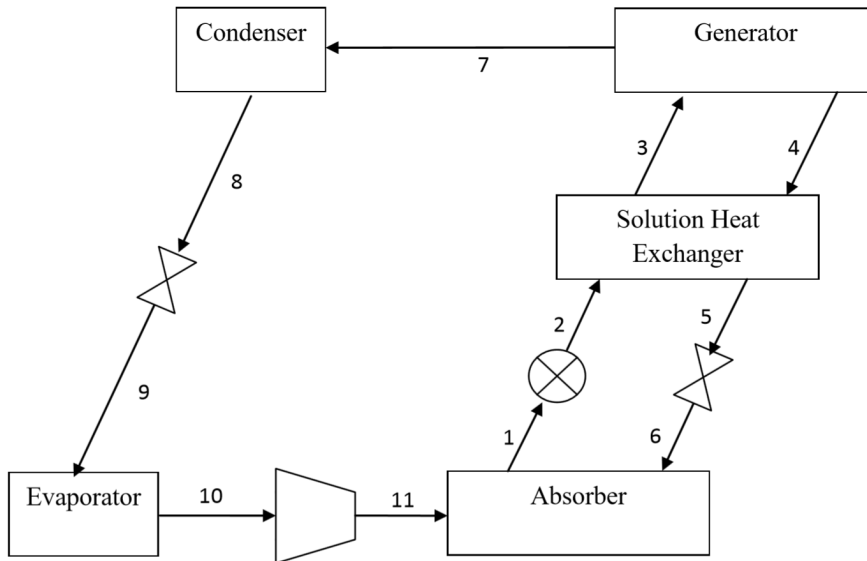 Condenser
Generator
7
3
4
8
Solution Heat
Exchanger
2
5
9
1
6
Evaporator
10
11
Absorber